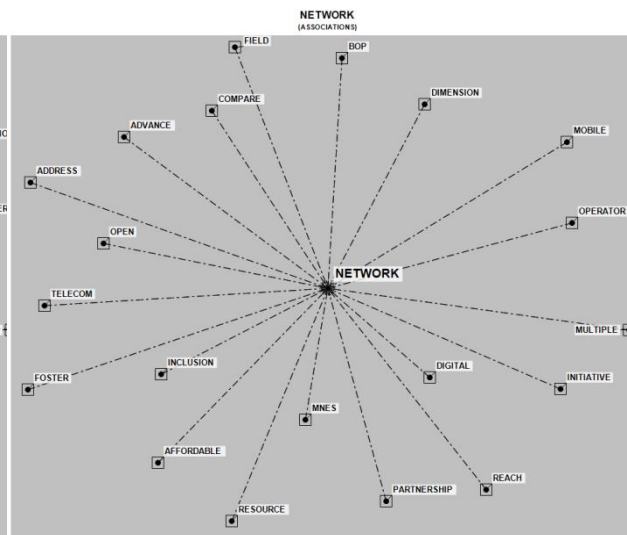 NETWORK
(ASSOCIATIONS)
FIELD
BOP
DIMENSION
COMPARE
ADVANCE
MOBILE
ADDRESS
OPERATOR
OPEN
NETWORK
TELECOM
MULTIPLE
INCLUSION
DIGITAL
FOSTER
INITIATIVE
MNES
AFFORDABLE
REACH
PARTNERSHIP
RESOURCE